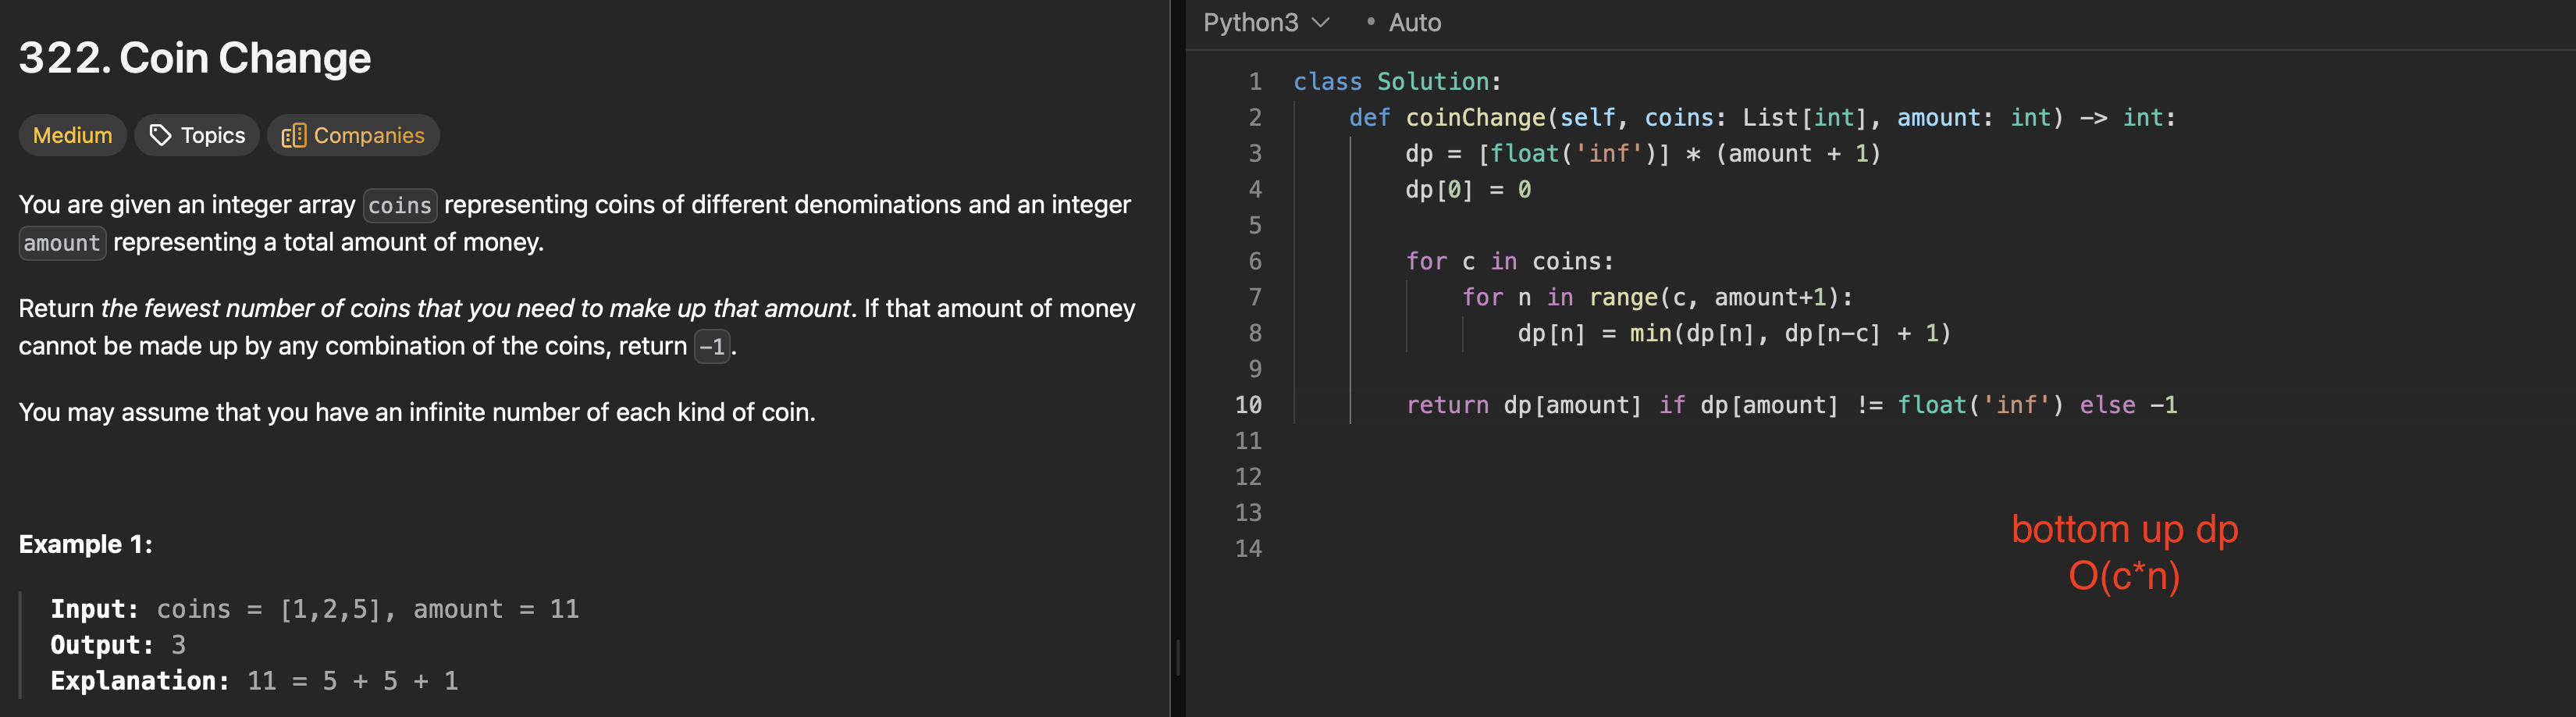 322. Coin Change
Medium Topics Companies
You are given an integer array coins representing coins of different denominations and an integer
amount representing a total amount of money.
Return the fewest number of coins that you need to make up that amount. If that amount of money
cannot be made up by any combination of the coins, return -1.
You may assume that you have an infinite number of each kind of coin.
Example 1:
Input: coins = [1,2,5], amount = 11
Output: 3
Explanation: 11 = 5 + 5 + 1
Python3 • Auto
1 class Solution:
2 def coinChange(self, coins: List[int], amount: int) -> int:
3 dp = [float('inf')] * (amount + 1)
4 dp[0] = 0
5
6 for c in coins:
7 for n in range(c, amount+1):
8 dp[n] = min(dp[n], dp[n-c] + 1)
9
10 return dp[amount] if dp[amount] != float('inf') else -1
11
12
13
14
bottom up dp
O(c*n)